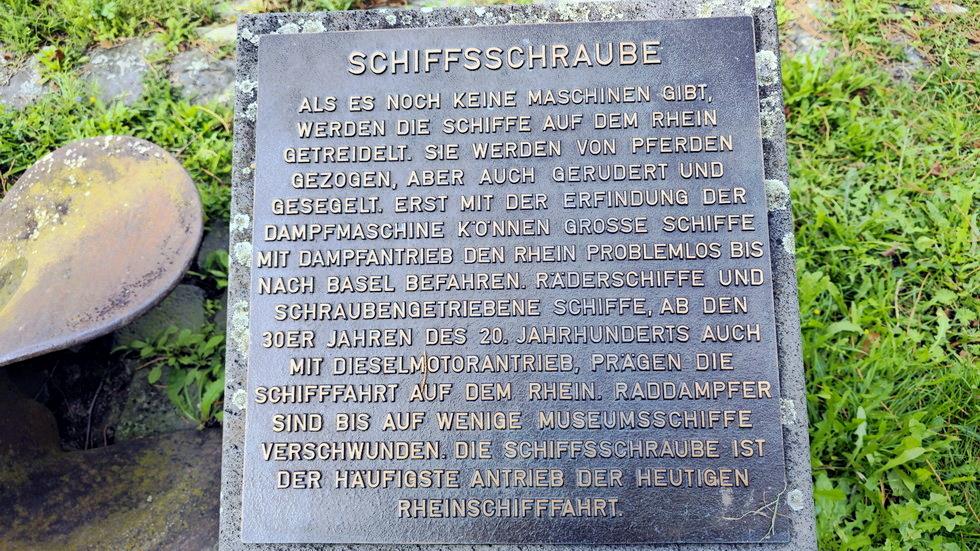 SCHIFFSSCHRAUBE
ALS ES NOCH KEINE MASCHINEN GIBT,
WERDEN DIE SCHIFFE AUF DEM RHEIN
GETREIDELT. SIE WERDEN VON PFERDEN
GEZOGEN, ABER AUCH GERUDERT UND
GESEGELT. ERST MIT DER ERFINDUNG DER
DAMPFMASCHINE KÖNNEN GROSSE SCHIFFE
MIT DAMPFANTRIEB DEN RHEIN PROBLEMLOS BIS
NACH BASEL BEFAHREN. RÄDERSCHIFFE UND
SCHRAUBENGETRIEBENE SCHIFFE, AB DEN
30ER JAHREN DES 20. JAHRHUNDERTS AUCH
MIT DIESELMOTORANTRIEB, PRÄGEN DIE
SCHIFFFAHRT AUF DEM RHEIN. RADDAMPFER
SIND BIS AUF WENIGE MUSEUMSSCHIFFE
VERSCHWUNDEN. DIE SCHIFFSSCHRAUBE IST
DER HÄUFIGSTE ANTRIEB DER HEUTIGEN
RHEINSCHIFFFAHRT.